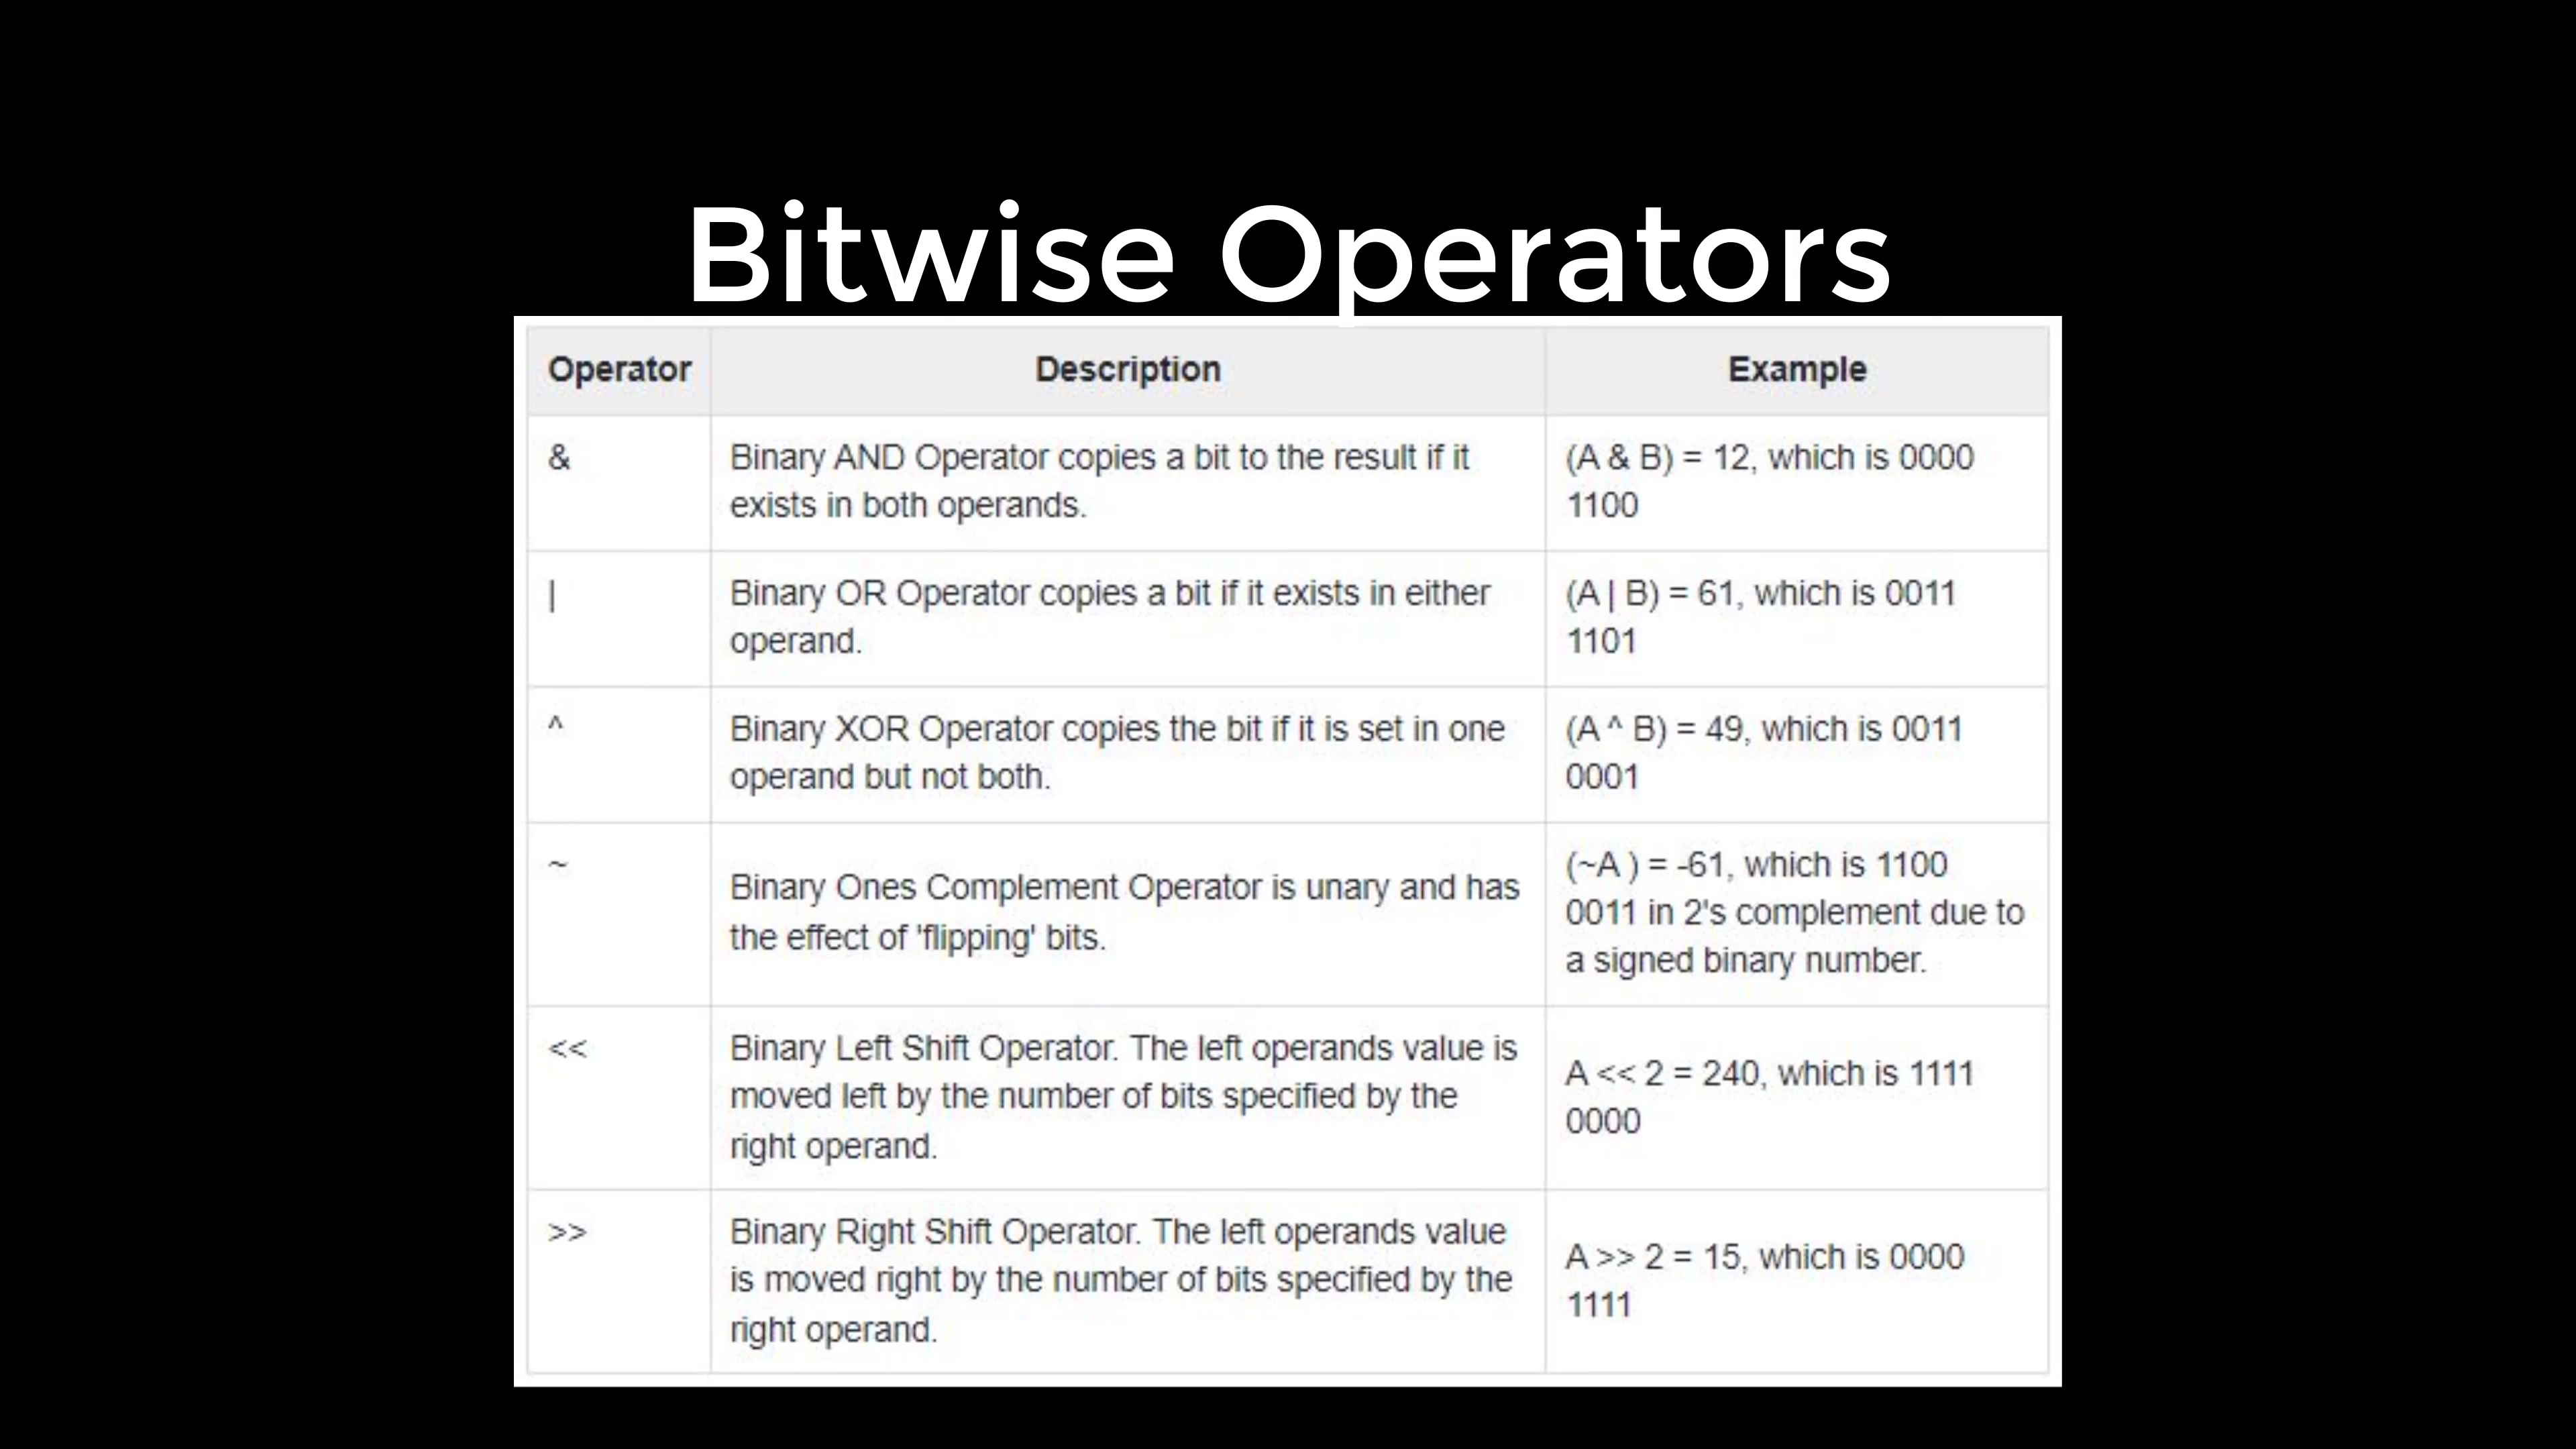 Bitwise Operators
Operator Description Example
& Binary AND Operator copies a bit to the result if it exists in both operands. (A & B) = 12, which is 0000 1100
| Binary OR Operator copies a bit if it exists in either operand. (A | B) = 61, which is 0011 1101
^ Binary XOR Operator copies the bit if it is set in one operand but not both. (A ^ B) = 49, which is 0011 0001
~ Binary Ones Complement Operator is unary and has the effect of 'flipping' bits. (~A ) = -61, which is 1100 0011 in 2's complement due to a signed binary number.
<< Binary Left Shift Operator. The left operands value is moved left by the number of bits specified by the right operand. A << 2 = 240, which is 1111 0000
>> Binary Right Shift Operator. The left operands value is moved right by the number of bits specified by the right operand. A >> 2 = 15, which is 0000 1111